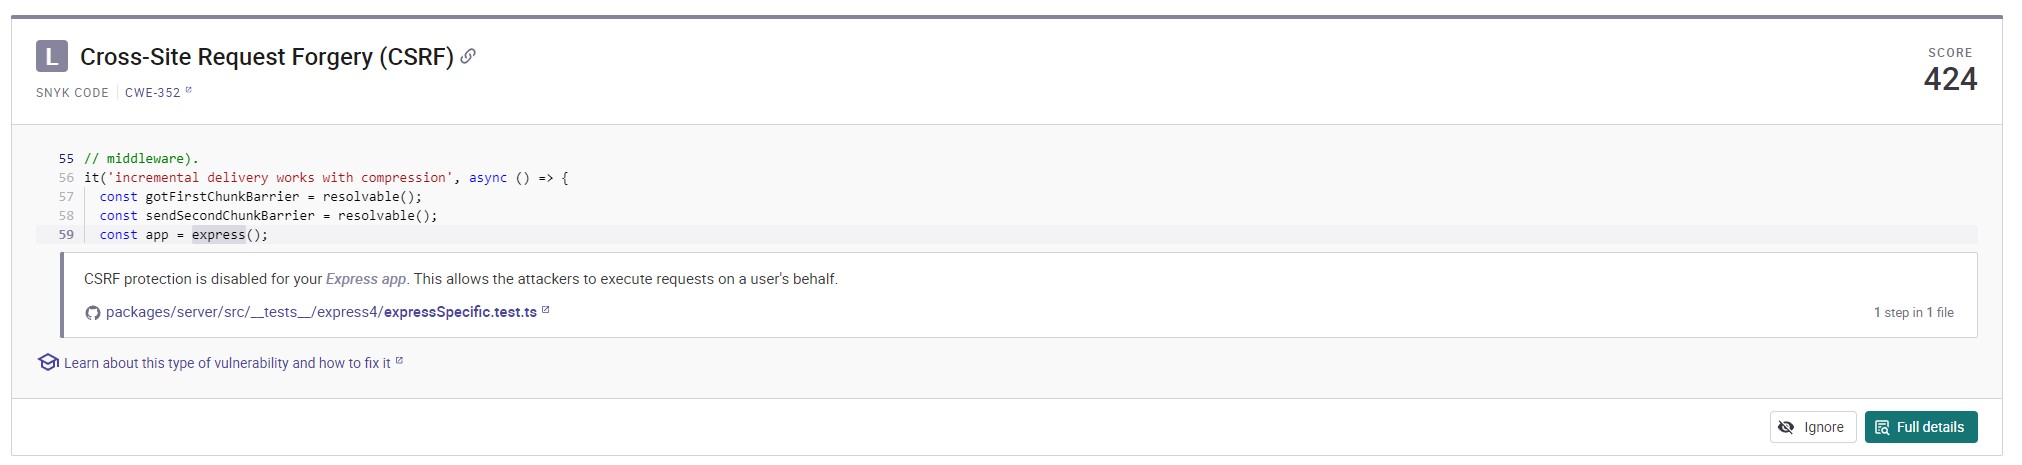 L Cross-Site Request Forgery (CSRF)
SCORE
424
SNYK CODE CWE-352
55 // middleware).
56 it('incremental delivery works with compression', async () => {
57 const gotFirstChunkBarrier = resolvable();
58 const sendSecondChunkBarrier = resolvable();
59 const app = express();
CSRF protection is disabled for your Express app. This allows the attackers to execute requests on a user's behalf.
packages/server/src/__tests__/express4/expressSpecific.test.ts
1 step in 1 file
Learn about this type of vulnerability and how to fix it
Ignore
Full details